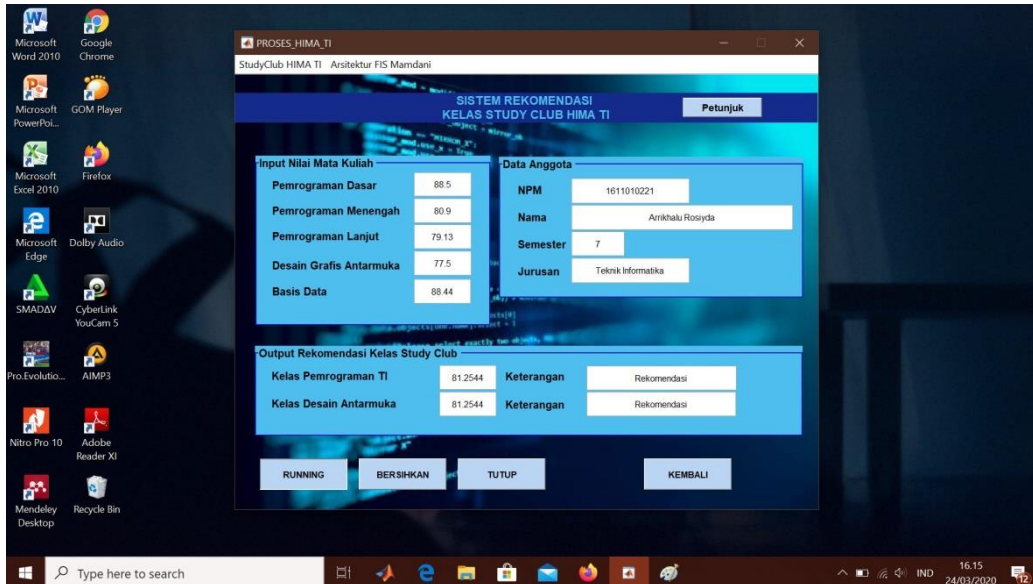 Microsoft Word 2010
Google Chrome
Microsoft PowerPoi...
GOM Player
Microsoft Excel 2010
Firefox
Microsoft Edge
Dolby Audio
SMADΔV
CyberLink YouCam 5
Pro.Evolutio...
AIMP3
Nitro Pro 10
Adobe Reader XI
Mendeley Desktop
Recycle Bin
PROSES_HIMA_TI
StudyClub HIMA TI Arsitektur FIS Mamdani
SISTEM REKOMENDASI
KELAS STUDY CLUB HIMA TI
Petunjuk
Input Nilai Mata Kuliah
Pemrograman Dasar 88.5
Pemrograman Menengah 80.9
Pemrograman Lanjut 79.13
Desain Grafis Antarmuka 77.5
Basis Data 88.44
Data Anggota
NPM 1611010221
Nama Arrikhalu Rosiyda
Semester 7
Jurusan Teknik Informatika
Output Rekomendasi Kelas Study Club
Kelas Pemrograman TI 81.2544 Keterangan Rekomendasi
Kelas Desain Antarmuka 81.2544 Keterangan Rekomendasi
RUNNING BERSIHKAN TUTUP KEMBALI
Type here to search
IND
16.15
24/03/2020